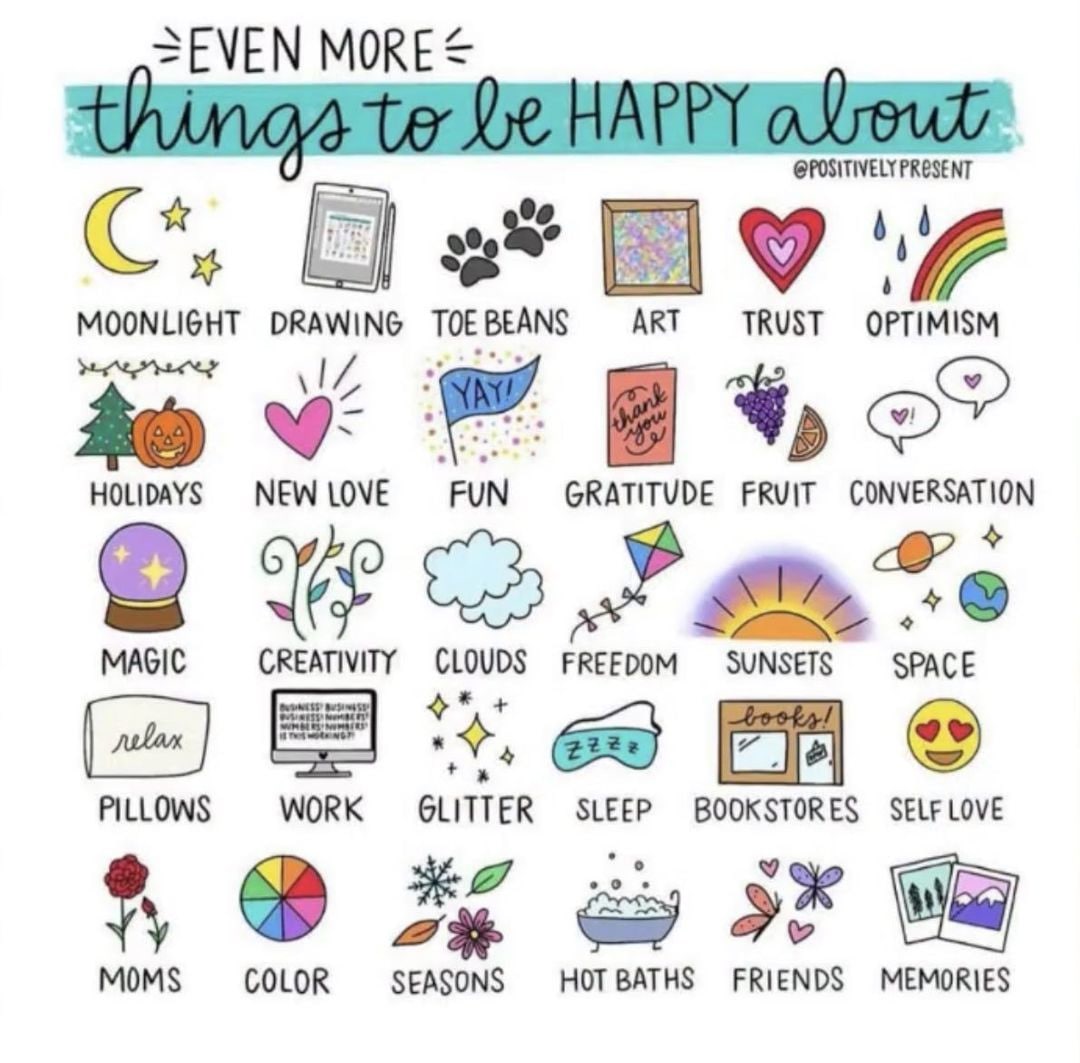 EVEN MORE
things to be HAPPY about
@POSITIVELYPRESENT
MOONLIGHT DRAWING TOE BEANS ART TRUST OPTIMISM
YAY!
thank
you
HOLIDAYS NEW LOVE FUN GRATITUDE FRUIT CONVERSATION
MAGIC CREATIVITY CLOUDS FREEDOM SUNSETS SPACE
relax
BUSINESS! BUSINESS!
BUSINESS! NUMBERS!
NUMBERS! NUMBERS!
IS THIS WORKING?!
ZZZZ
books!
PILLOWS WORK GLITTER SLEEP BOOKSTORES SELF LOVE
MOMS COLOR SEASONS HOT BATHS FRIENDS MEMORIES